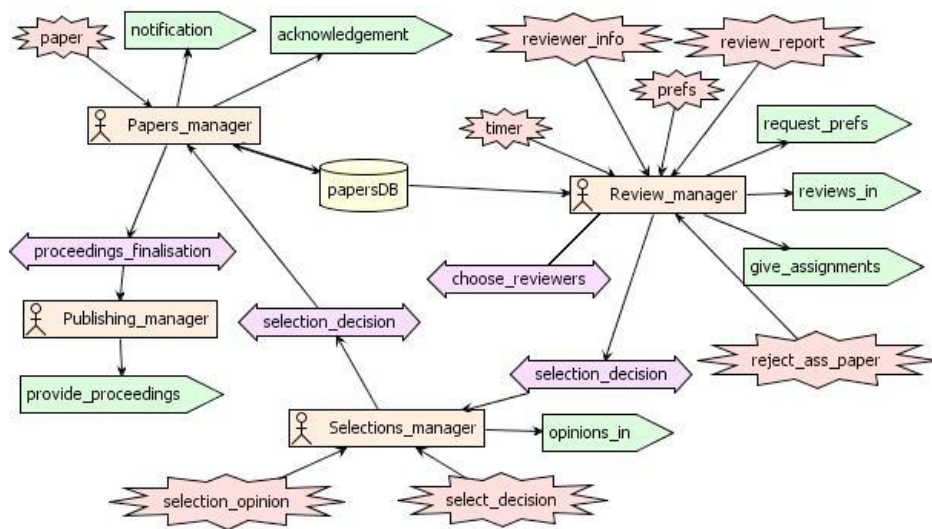 paper
notification
acknowledgement
reviewer_info
review_report
prefs
timer
request_prefs
Papers_manager
papersDB
Review_manager
reviews_in
proceedings_finalisation
choose_reviewers
give_assignments
Publishing_manager
selection_decision
reject_ass_paper
selection_decision
provide_proceedings
Selections_manager
opinions_in
selection_opinion
select_decision